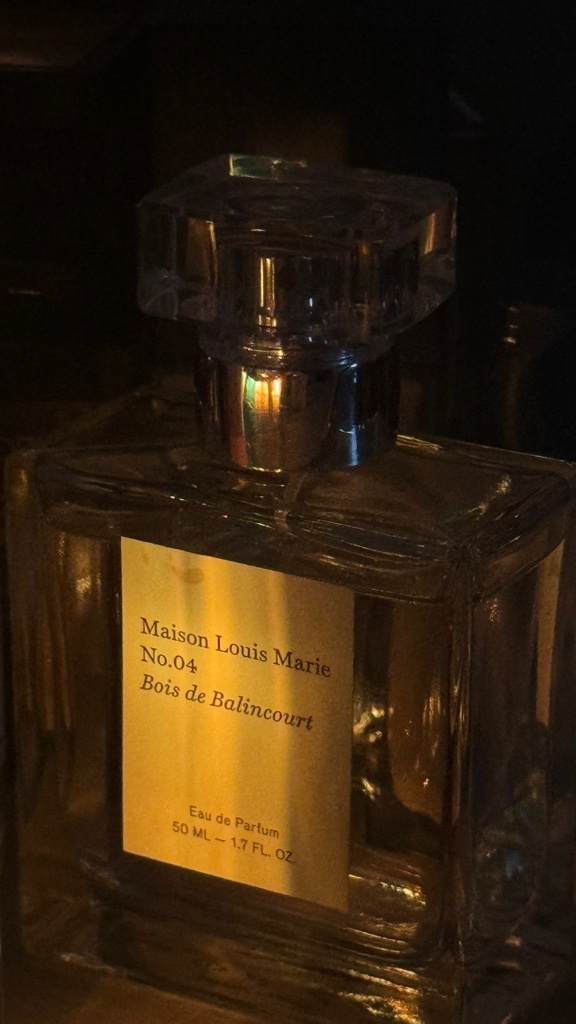 Maison Louis Marie
No.04
Bois de Balincourt
Eau de Parfum
50 ML — 1.7 FL. OZ.